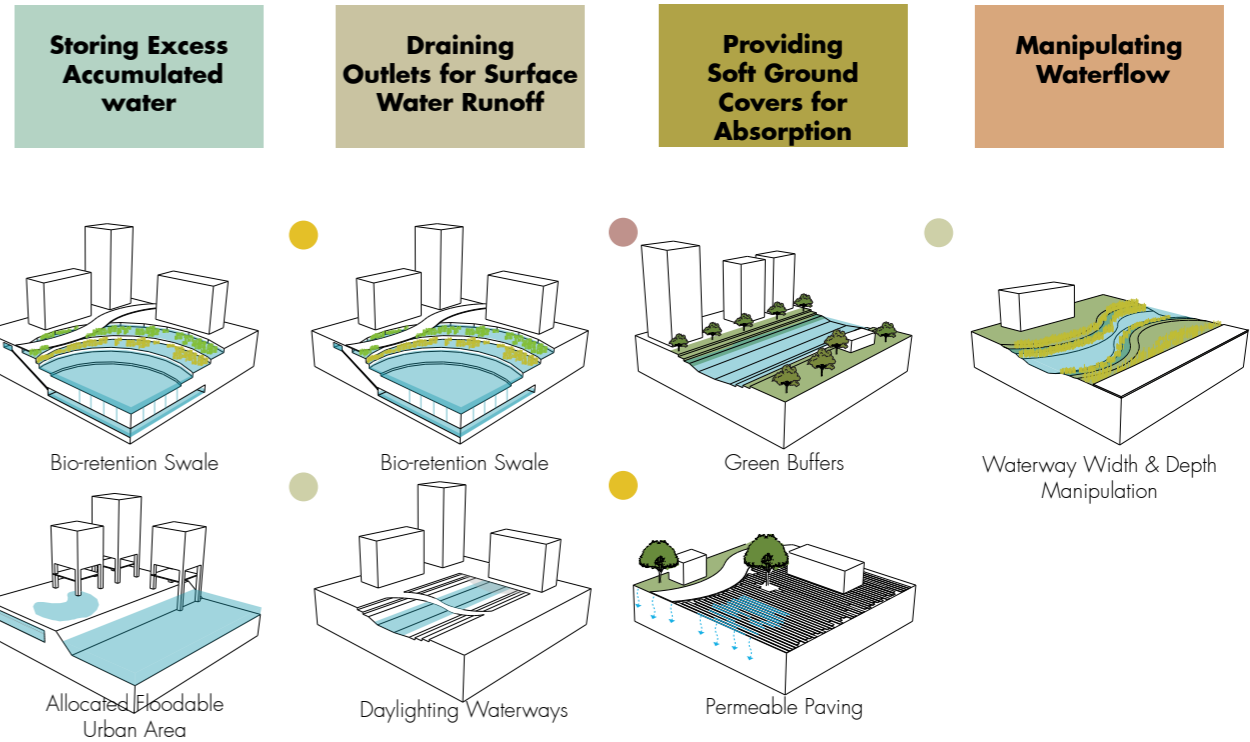 Storing Excess
Accumulated
water
Draining
Outlets for Surface
Water Runoff
Providing
Soft Ground
Covers for
Absorption
Manipulating
Waterflow
Bio-retention Swale
Bio-retention Swale
Green Buffers
Waterway Width & Depth
Manipulation
Allocated Floodable
Urban Area
Daylighting Waterways
Permeable Paving